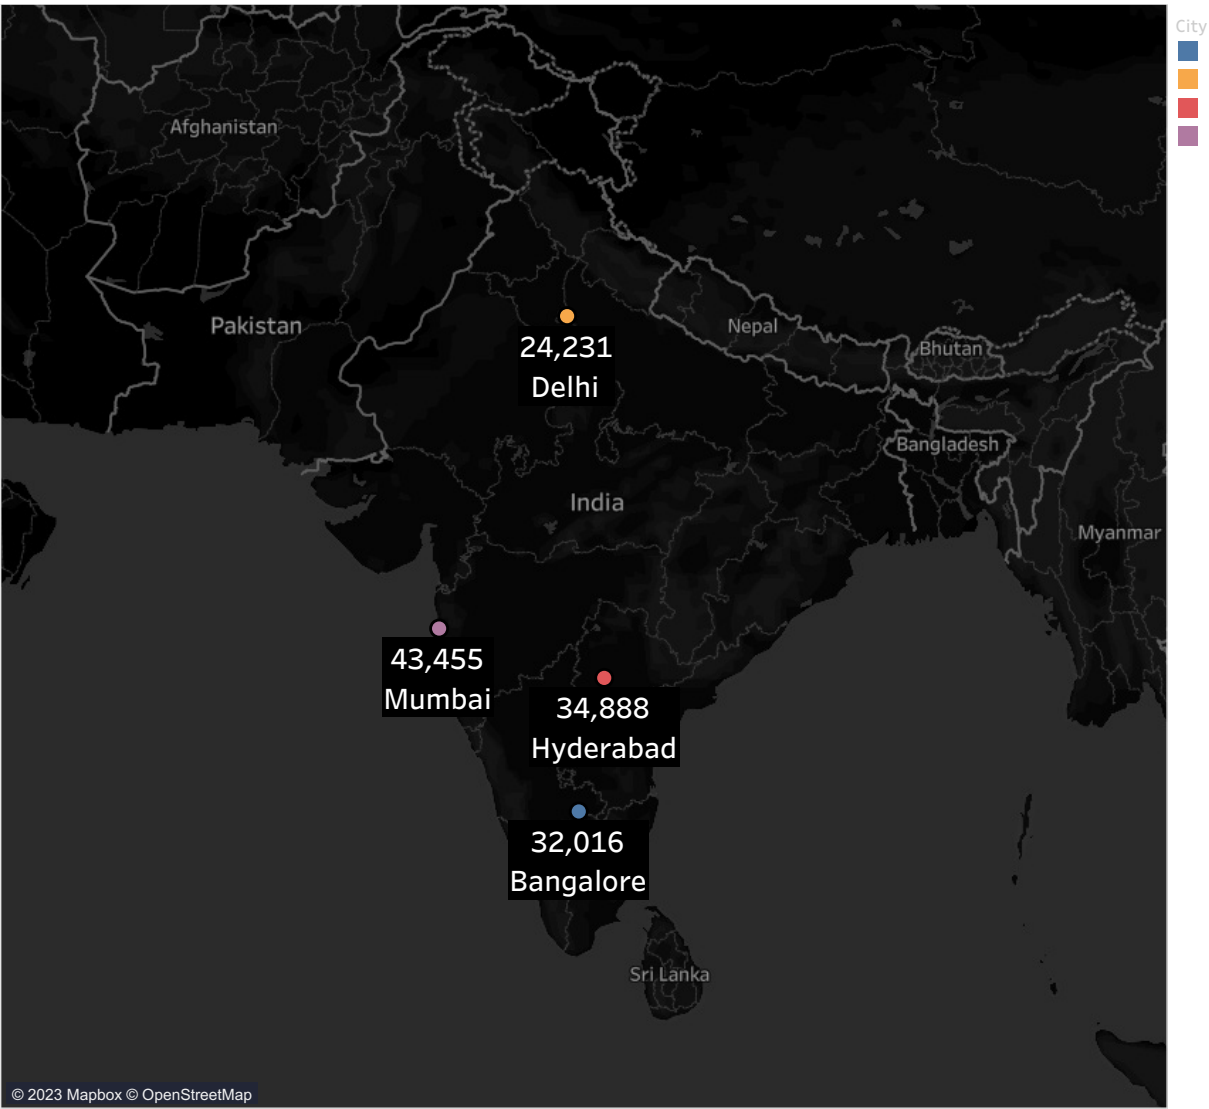 City
Afghanistan
Pakistan
Nepal
Bhutan
24,231
Delhi
Bangladesh
India
Myanmar
43,455
Mumbai
34,888
Hyderabad
32,016
Bangalore
Sri Lanka
© 2023 Mapbox © OpenStreetMap